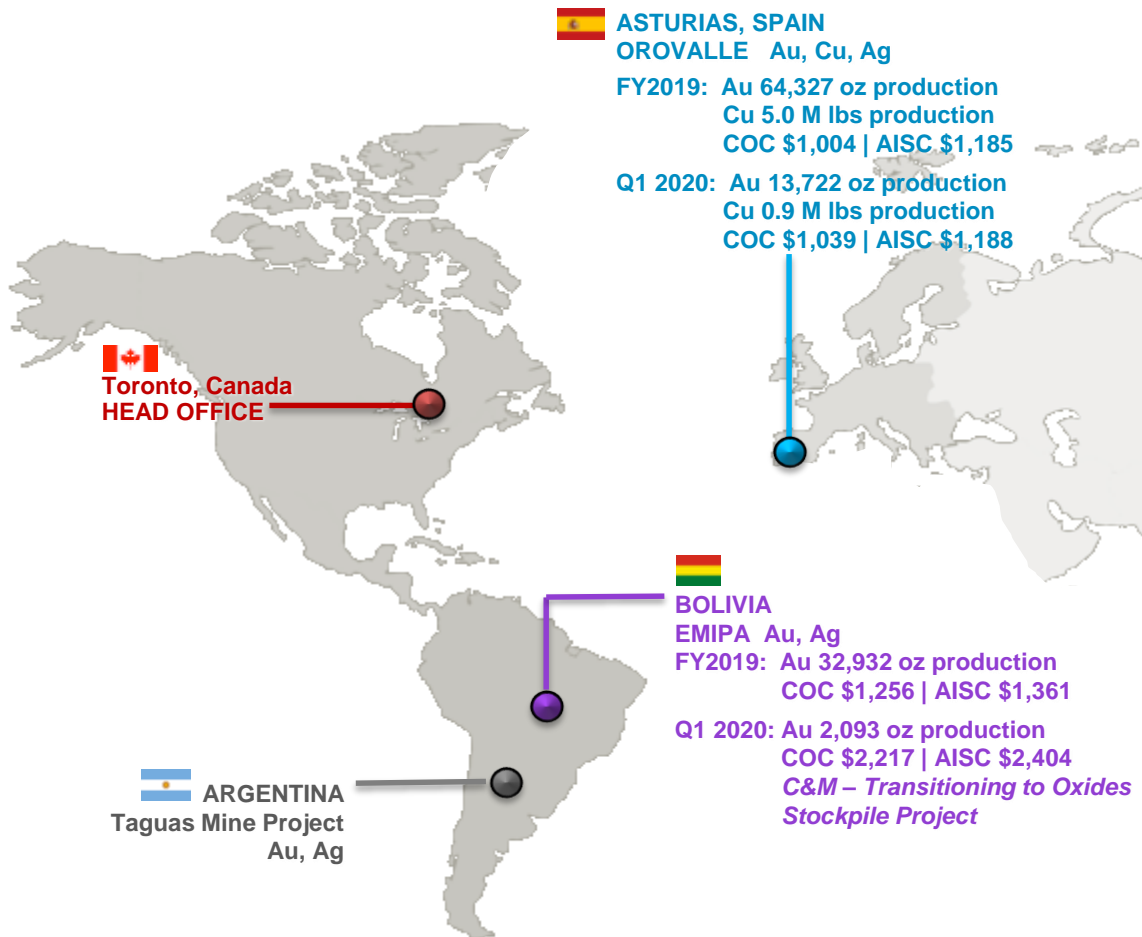 ASTURIAS, SPAIN
OROVALLE Au, Cu, Ag
FY2019: Au 64,327 oz production
Cu 5.0 M lbs production
COC $1,004 | AISC $1,185
Q1 2020: Au 13,722 oz production
Cu 0.9 M lbs production
COC $1,039 | AISC $1,188
Toronto, Canada
HEAD OFFICE
BOLIVIA
EMIPA Au, Ag
FY2019: Au 32,932 oz production
COC $1,256 | AISC $1,361
Q1 2020: Au 2,093 oz production
COC $2,217 | AISC $2,404
C&M – Transitioning to Oxides
Stockpile Project
ARGENTINA
Taguas Mine Project
Au, Ag